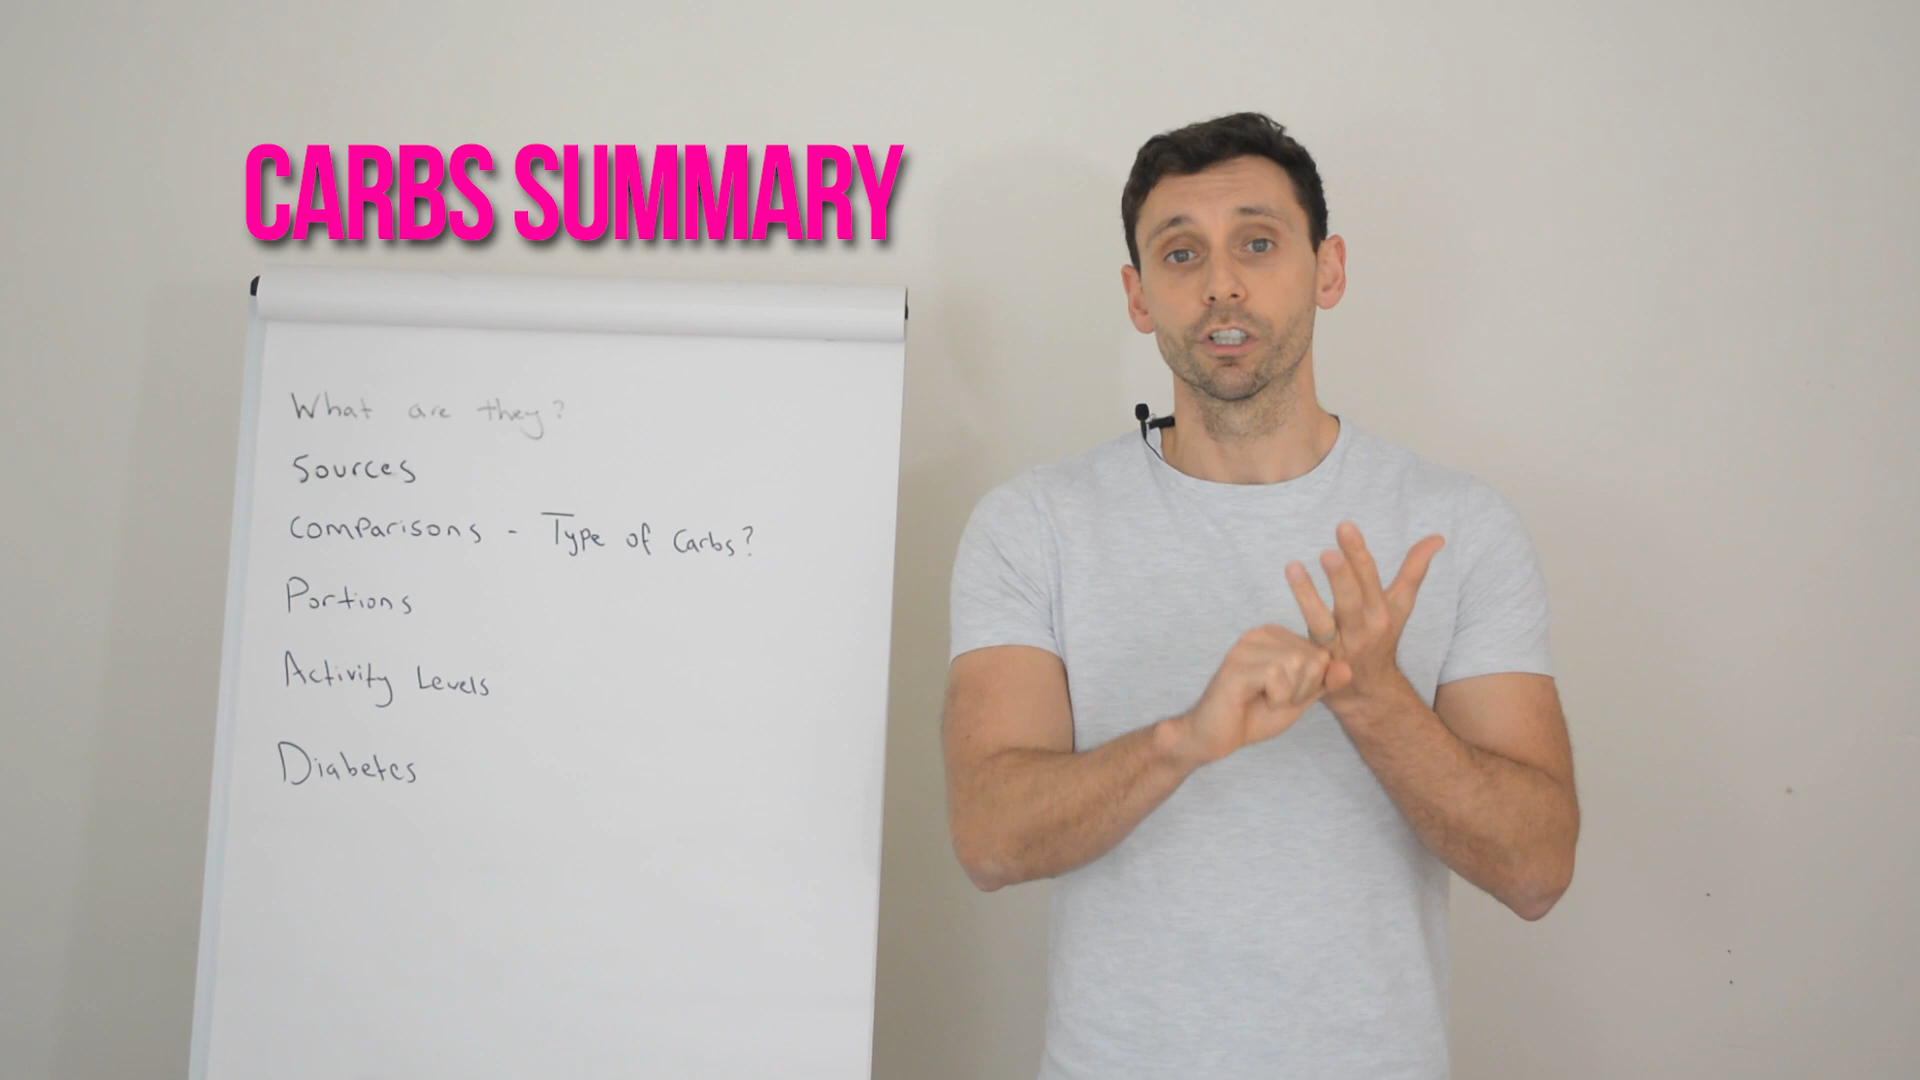 CARBS SUMMARY
What are they?
Sources
Comparisons - Type of Carbs?
Portions
Activity Levels
Diabetes